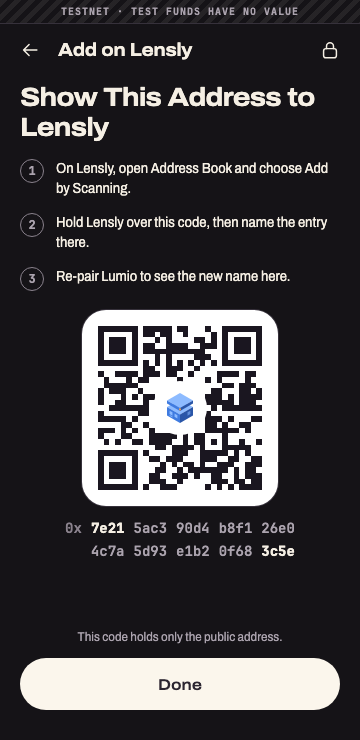 TESTNET · TEST FUNDS HAVE NO VALUE
Add on Lensly
Show This Address to
Lensly
1 On Lensly, open Address Book and choose Add
by Scanning.
2 Hold Lensly over this code, then name the entry
there.
3 Re-pair Lumio to see the new name here.
0x 7e21 5ac3 90d4 b8f1 26e0
4c7a 5d93 e1b2 0f68 3c5e
This code holds only the public address.
Done